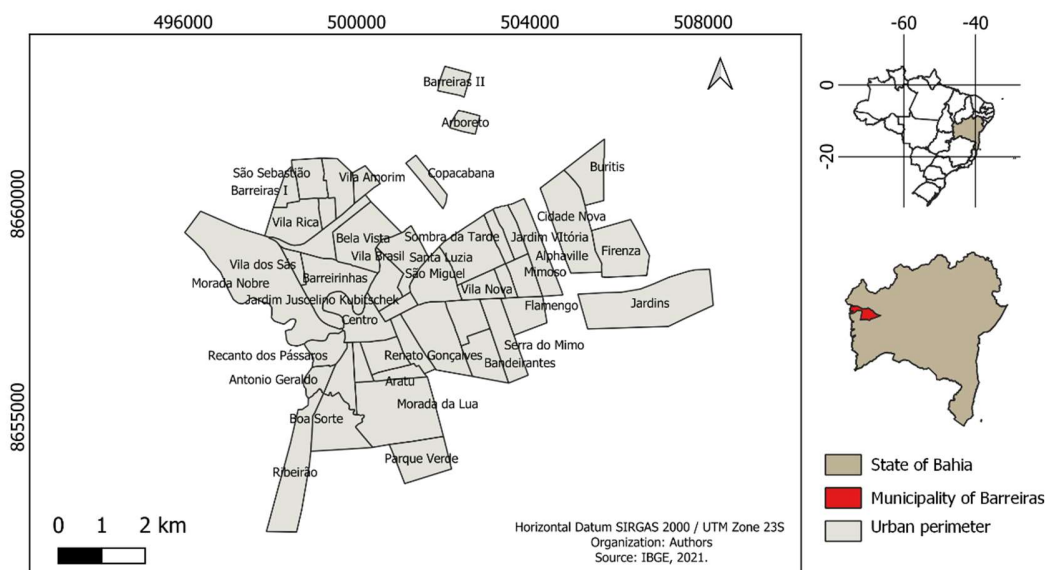 496000 500000 504000 508000
-60 -40
0
-20
8660000
8655000
Barreiras II
Arboreto
São Sebastião
Vila Amorim
Copacabana
Buritis
Barreiras I
Vila Rica
Cidade Nova
Bela Vista
Sombra da Tarde
Jardim Vitória
Vila Brasil
Santa Luzia
Alphaville
Firenza
Vila dos Sas
Barreirinhas
São Miguel
Mimoso
Morada Nobre
Vila Nova
Jardim Juscelino Kubitschek
Flamengo
Jardins
Centro
Serra do Mimo
Recanto dos Pássaros
Renato Gonçalves
Bandeirantes
Antonio Geraldo
Aratu
Morada da Lua
Boa Sorte
Parque Verde
Ribeirão
0 1 2 km
Horizontal Datum SIRGAS 2000 / UTM Zone 23S
Organization: Authors
Source: IBGE, 2021.
State of Bahia
Municipality of Barreiras
Urban perimeter